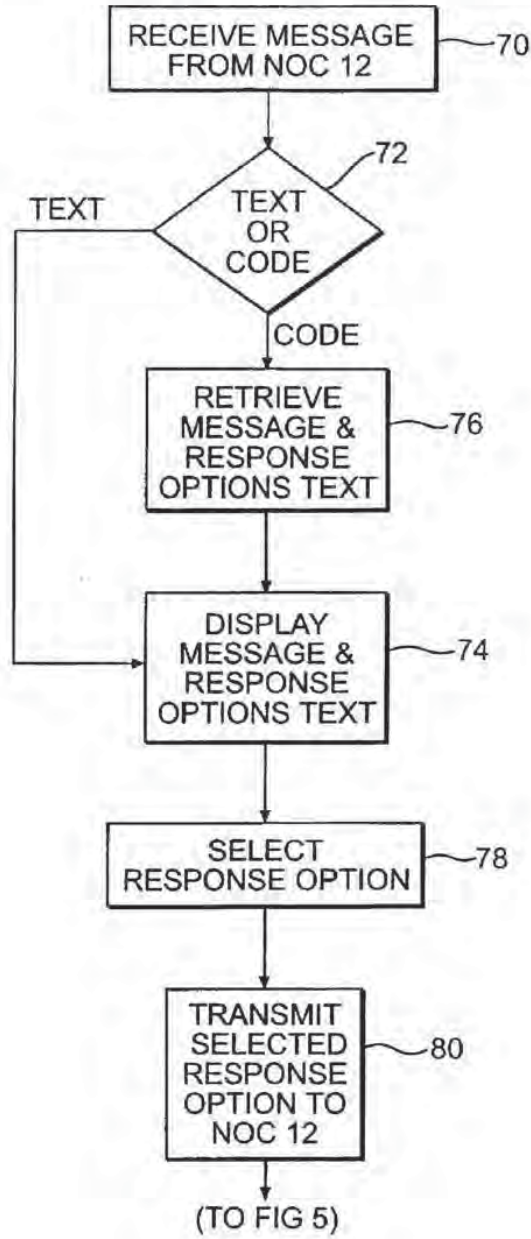 RECEIVE MESSAGE
FROM NOC 12
70
72
TEXT
TEXT
OR
CODE
CODE
RETRIEVE
MESSAGE &
RESPONSE
OPTIONS TEXT
76
DISPLAY
MESSAGE &
RESPONSE
OPTIONS TEXT
74
SELECT
RESPONSE OPTION
78
TRANSMIT
SELECTED
RESPONSE
OPTION TO
NOC 12
80
(TO FIG 5)